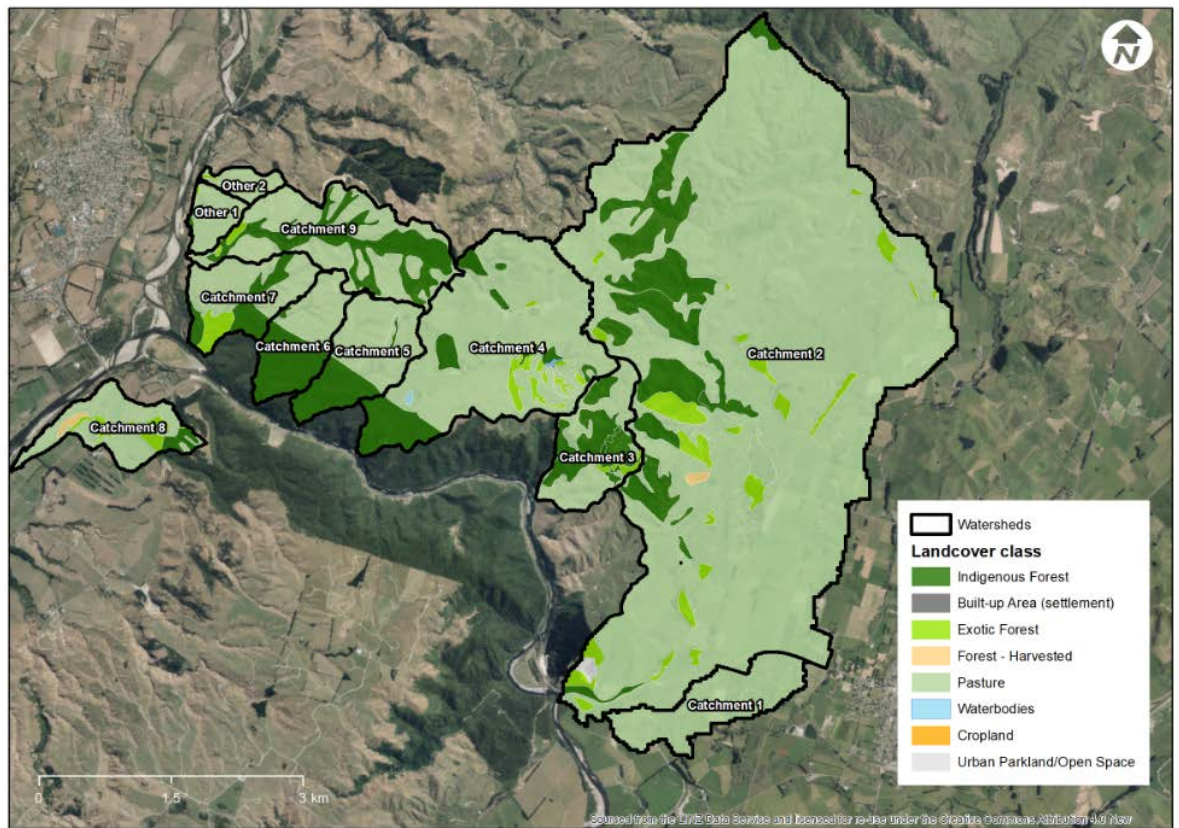 N
Other 2
Other 1
Catchment 9
Catchment 7
Catchment 6
Catchment 5
Catchment 4
Catchment 2
Catchment 8
Catchment 3
Catchment 1
Watersheds
Landcover class
Indigenous Forest
Built-up Area (settlement)
Exotic Forest
Forest - Harvested
Pasture
Waterbodies
Cropland
Urban Parkland/Open Space
0 1.5 3 km
Sourced from the LINZ Data Service and licensed for re-use under the Creative Commons Attribution 4.0 New